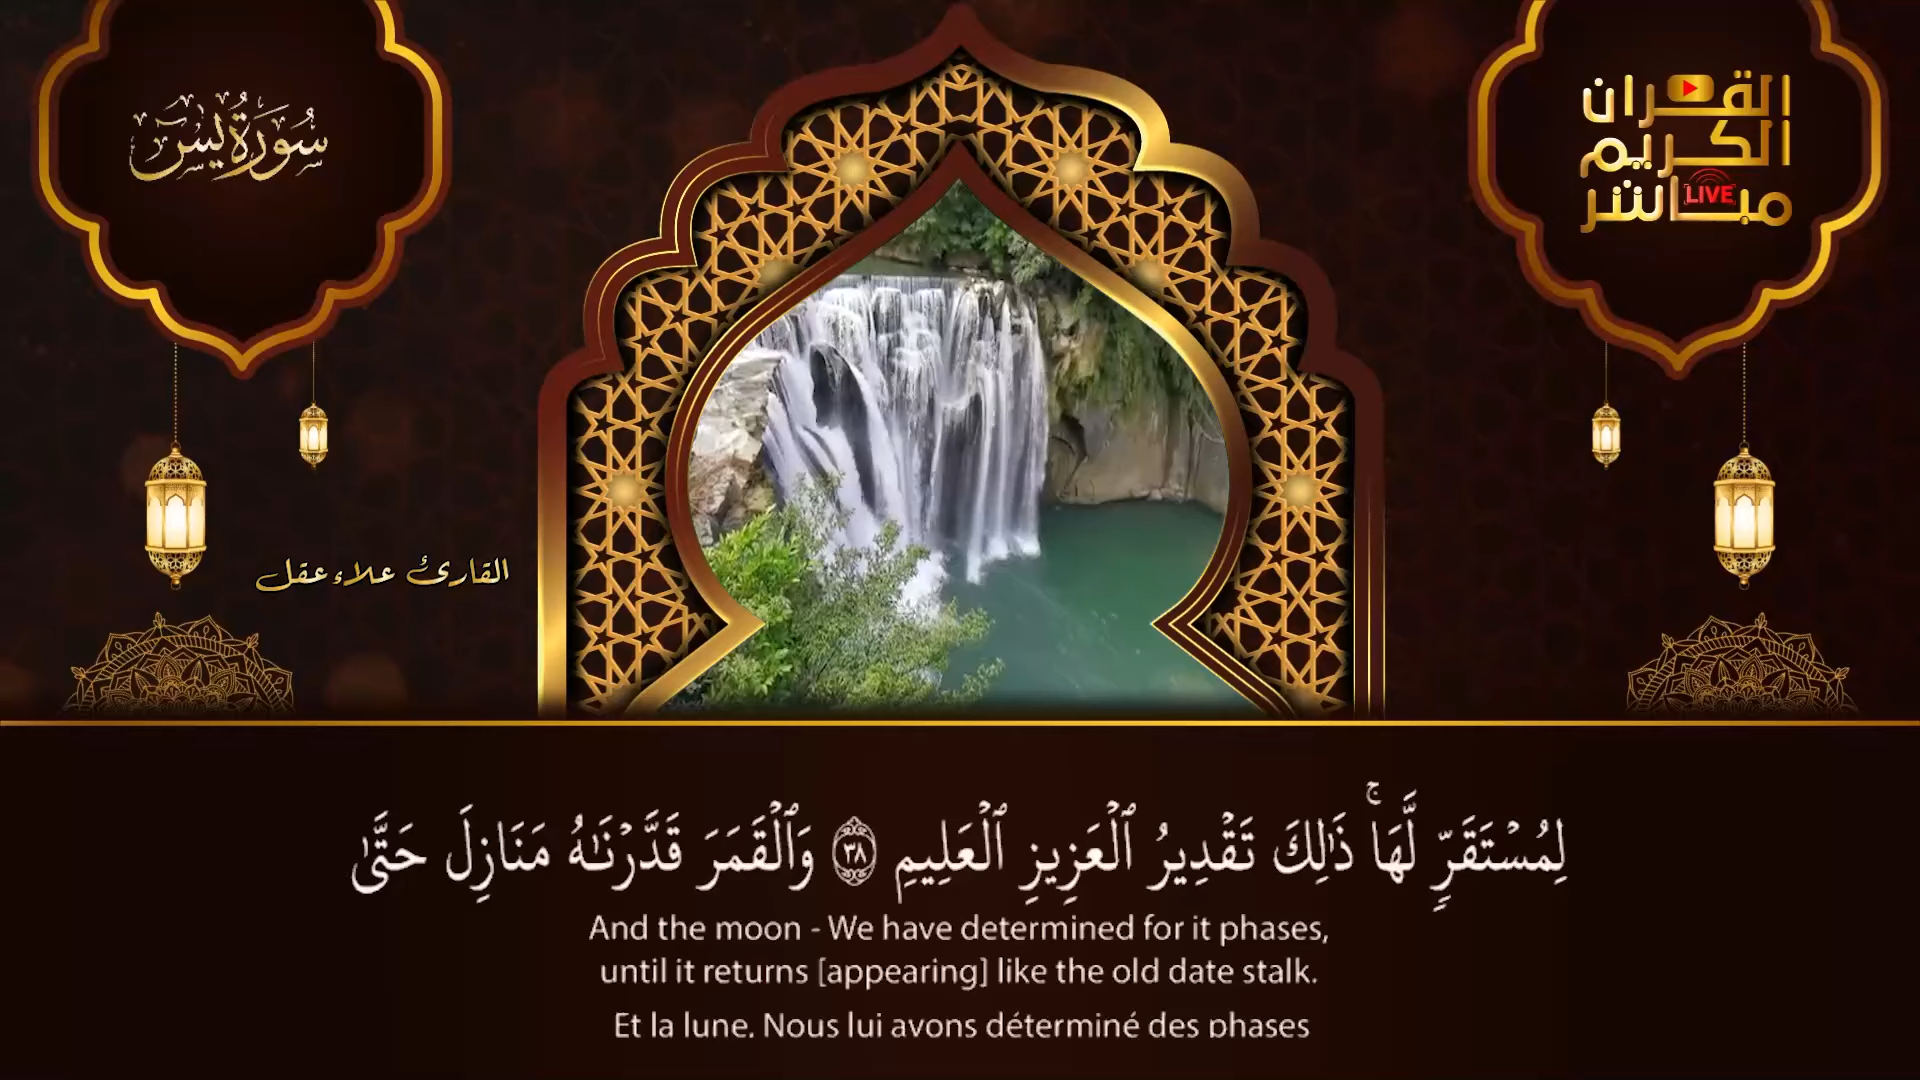 سُورَةُ يس
القرآن
الكريم
مباشر
LIVE
القارئ علاء عقل
لِمُسۡتَقَرّٖ لَّهَاۚ ذَٰلِكَ تَقۡدِيرُ ٱلۡعَزِيزِ ٱلۡعَلِيمِ ٣٨ وَٱلۡقَمَرَ قَدَّرۡنَٰهُ مَنَازِلَ حَتَّىٰ
And the moon - We have determined for it phases,
until it returns [appearing] like the old date stalk.
Et la lune, Nous lui avons déterminé des phases